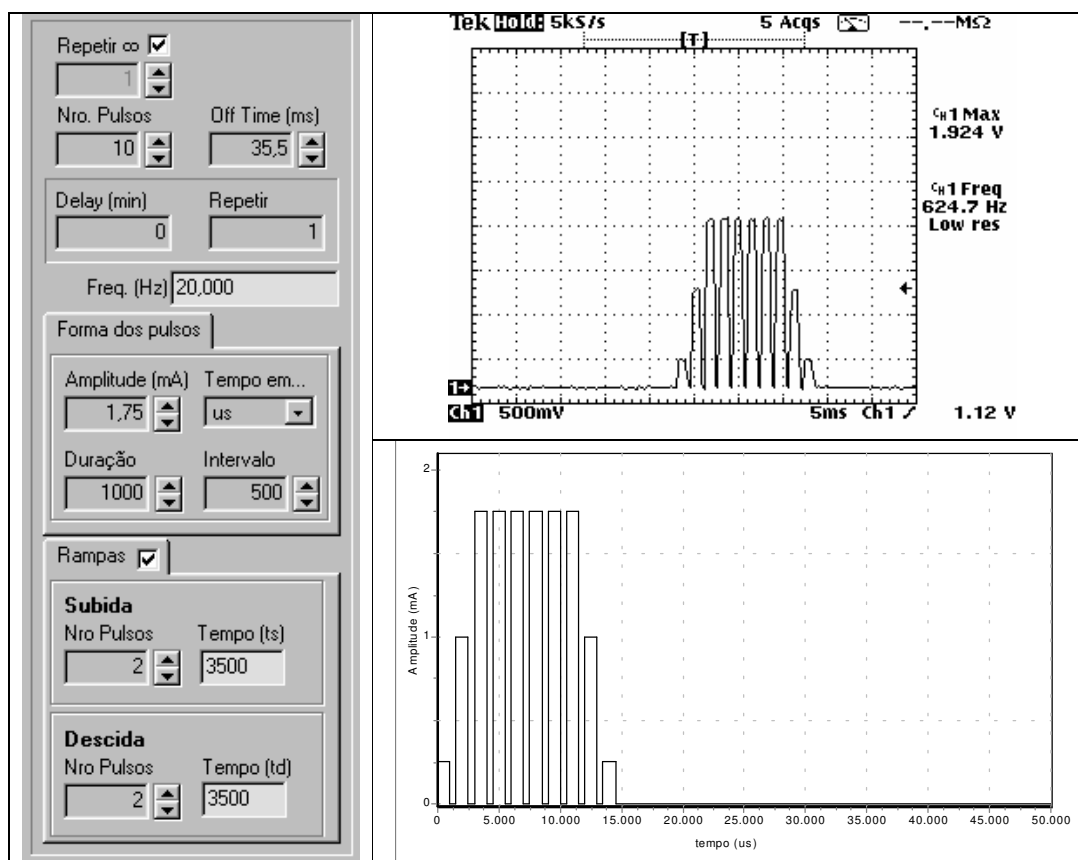 Repetir ∞
1
Nro. Pulsos Off Time (ms)
10 35,5
Delay (min) Repetir
0 1
Freq. (Hz) 20,000
Forma dos pulsos
Amplitude (mA) Tempo em...
1,75 us
Duração Intervalo
1000 500
Rampas
Subida
Nro Pulsos Tempo (ts)
2 3500
Descida
Nro Pulsos Tempo (td)
2 3500
Tek Hold: 5kS/s 5 Acqs --.--MΩ
[T]
CH1 Max
1.924 V
CH1 Freq
624.7 Hz
Low res
1→
Ch1 500mV 5ms Ch1 1.12 V
2
1
0
Amplitude (mA)
0 5.000 10.000 15.000 20.000 25.000 30.000 35.000 40.000 45.000 50.000
tempo (us)